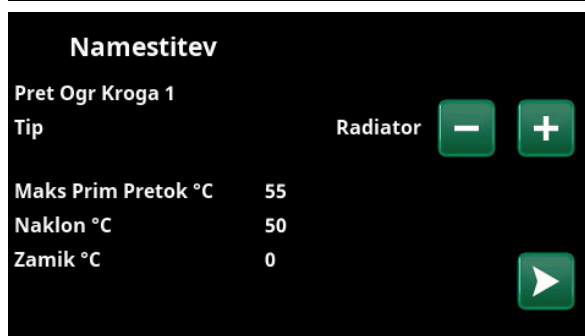 Namestitev
Pret Ogr Kroga 1
Tip Radiator
Maks Prim Pretok °C 55
Naklon °C 50
Zamik °C 0